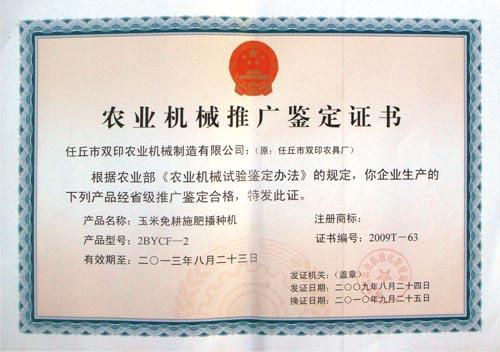 农业机械推广鉴定证书
任丘市双印农业机械制造有限公司：（原：任丘市双印农具厂）
根据农业部《农业机械试验鉴定办法》的规定，你企业生产的
下列产品经省级推广鉴定合格，特发此证。
产品名称：玉米免耕施肥播种机 注册商标：
产品型号：2BYCF—2 证书编号：2009T－63
有效期至：二○一三年八月二十三日
发证机关：（盖章）
发证日期：二○○九年八月二十四日
换证日期：二○一○年九月二十五日